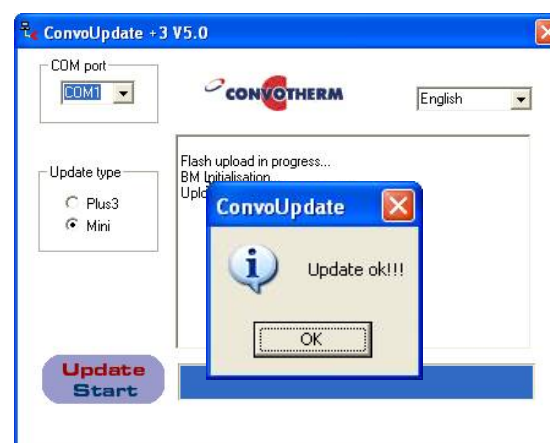 ConvoUpdate +3 V5.0
COM port
COM1
CONVOTHERM
English
Update type
Plus3
Mini
Flash upload in progress...
BM Initialisation...
ConvoUpdate
Update ok!!!
OK
Update
Start